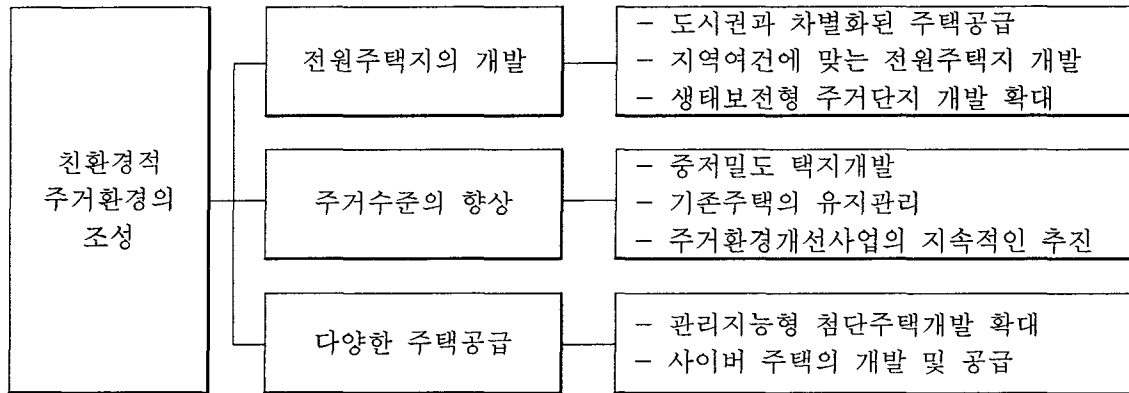 친환경적
주거환경의
조성
전원주택지의 개발
– 도시권과 차별화된 주택공급
– 지역여건에 맞는 전원주택지 개발
– 생태보전형 주거단지 개발 확대
주거수준의 향상
– 중저밀도 택지개발
– 기존주택의 유지관리
– 주거환경개선사업의 지속적인 추진
다양한 주택공급
– 관리지능형 첨단주택개발 확대
– 사이버 주택의 개발 및 공급